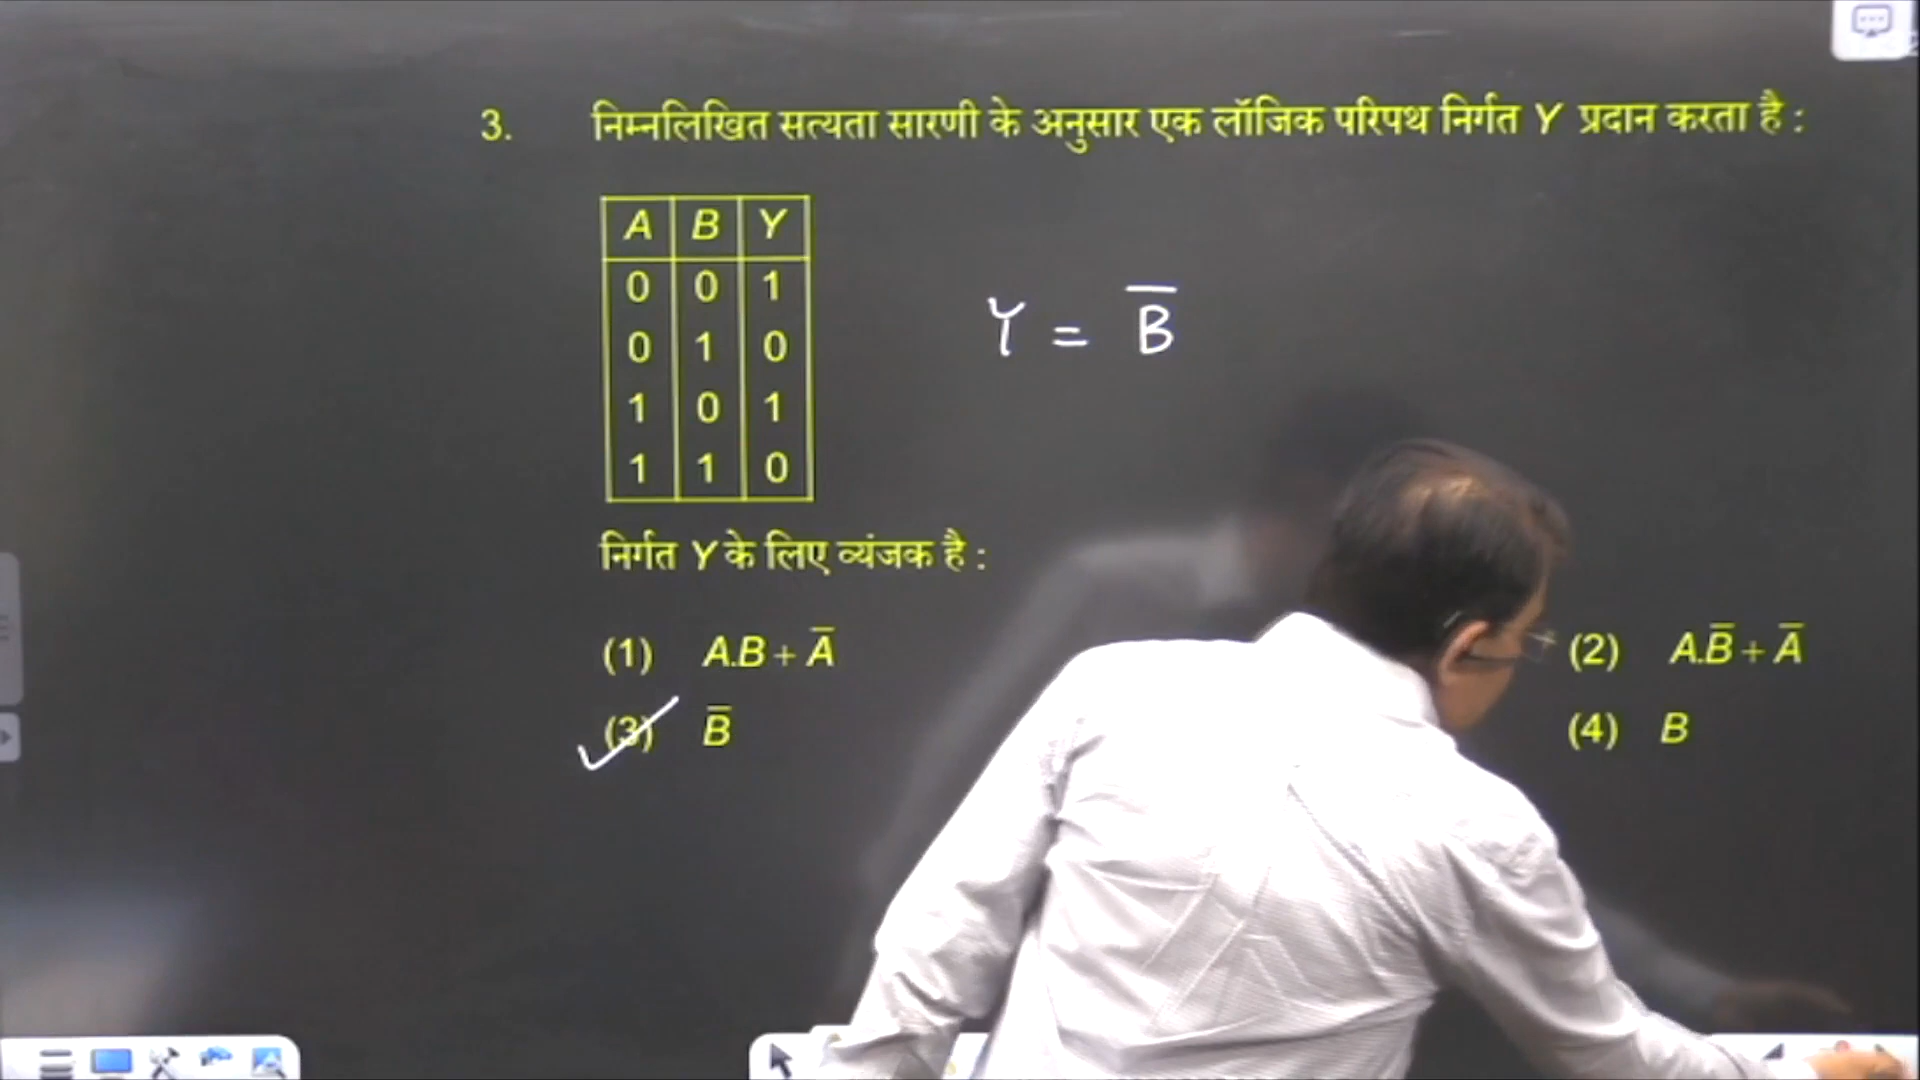 3. निम्नलिखित सत्यता सारणी के अनुसार एक लॉजिक परिपथ निर्गत Y प्रदान करता है :
A B Y
0 0 1
0 1 0
1 0 1
1 1 0
Y = B̅
निर्गत Y के लिए व्यंजक है :
(1) A.B + A̅
(2) A.B̅ + A̅
(3) B̅
(4) B